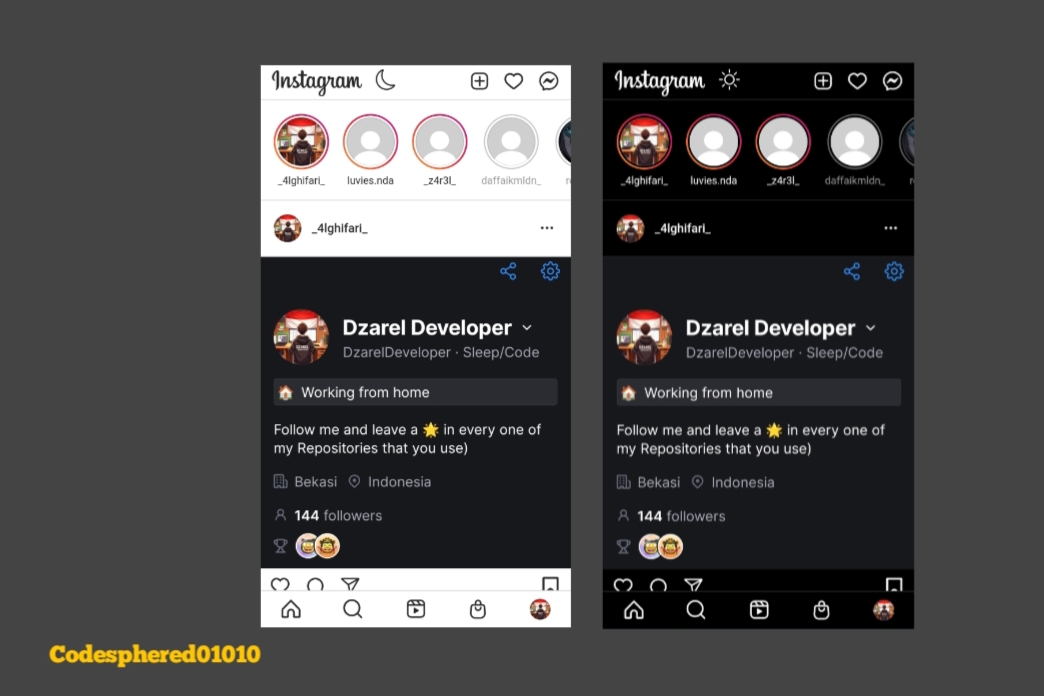 Instagram
_4lghifari_ luvies.nda _z4r3l_ daffaikmldn_
_4lghifari_
Dzarel Developer
DzarelDeveloper · Sleep/Code
Working from home
Follow me and leave a 🌟 in every one of
my Repositories that you use)
Bekasi Indonesia
144 followers
Instagram
_4lghifari_ luvies.nda _z4r3l_ daffaikmldn_
_4lghifari_
Dzarel Developer
DzarelDeveloper · Sleep/Code
Working from home
Follow me and leave a 🌟 in every one of
my Repositories that you use)
Bekasi Indonesia
144 followers
Codesphered01010